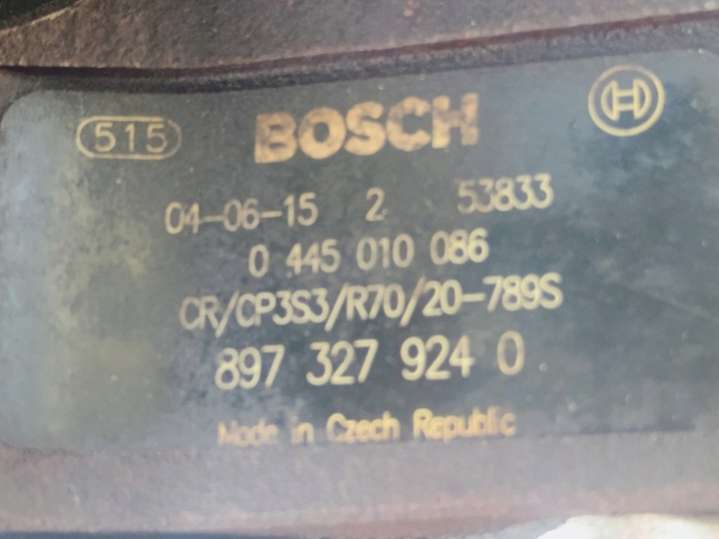 515 BOSCH
04-06-15 2 53833
0 445 010 086
CR/CP3S3/R70/20-789S
897 327 924 0
Made in Czech Republic